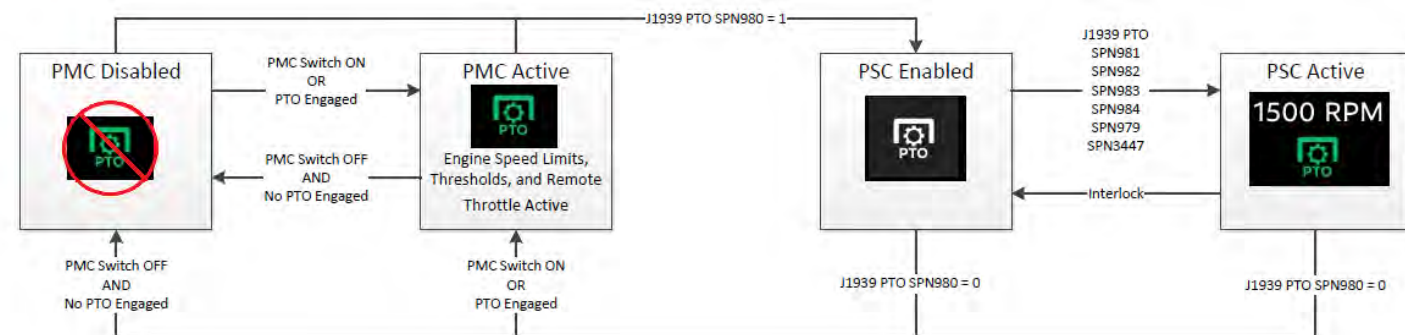 J1939 PTO SPN980 = 1
PMC Disabled
PTO
PMC Switch ON
OR
PTO Engaged
PMC Switch OFF
AND
No PTO Engaged
PMC Active
PTO
Engine Speed Limits,
Thresholds, and Remote
Throttle Active
PSC Enabled
PTO
J1939 PTO
SPN981
SPN982
SPN983
SPN984
SPN979
SPN3447
Interlock
PSC Active
1500 RPM
PTO
PMC Switch OFF
AND
No PTO Engaged
PMC Switch ON
OR
PTO Engaged
J1939 PTO SPN980 = 0
J1939 PTO SPN980 = 0